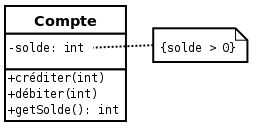 Compte
-solde: int
{solde > 0}
+créditer(int)
+débiter(int)
+getSolde(): int